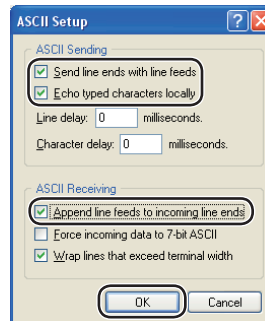 ASCII Setup
ASCII Sending
Send line ends with line feeds
Echo typed characters locally
Line delay: 0 milliseconds.
Character delay: 0 milliseconds.
ASCII Receiving
Append line feeds to incoming line ends
Force incoming data to 7-bit ASCII
Wrap lines that exceed terminal width
OK Cancel